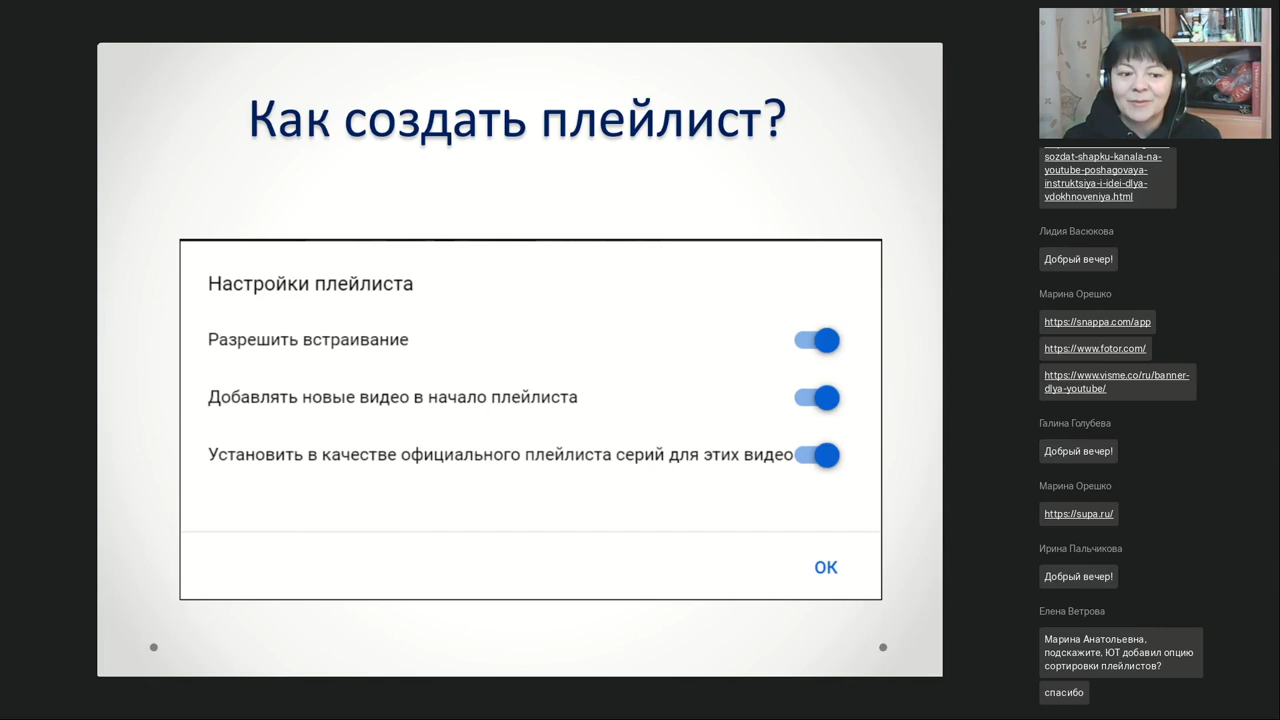 Как создать плейлист?
Настройки плейлиста
Разрешить встраивание
Добавлять новые видео в начало плейлиста
Установить в качестве официального плейлиста серий для этих видео
ОК
sozdat-shapku-kanala-na-
youtube-poshagovaya-
instruktsiya-i-idei-dlya-
vdokhnoveniya.html
Лидия Васюкова
Добрый вечер!
Марина Орешко
https://snappa.com/app
https://www.fotor.com/
https://www.visme.co/ru/banner-
dlya-youtube/
Галина Голубева
Добрый вечер!
Марина Орешко
https://supa.ru/
Ирина Пальчикова
Добрый вечер!
Елена Ветрова
Марина Анатольевна,
подскажите, ЮТ добавил опцию
сортировки плейлистов?
спасибо